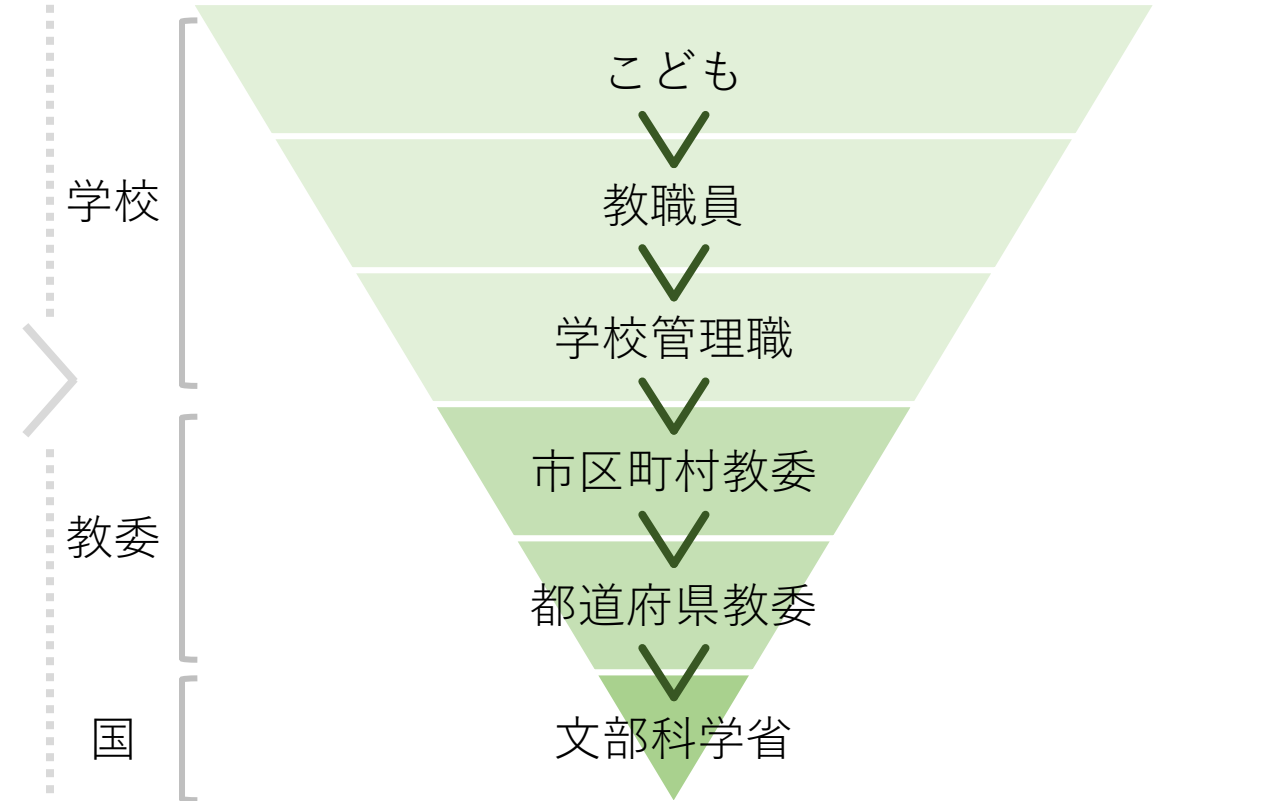 こども
教職員
学校
学校管理職
市区町村教委
教委
都道府県教委
国
文部科学省